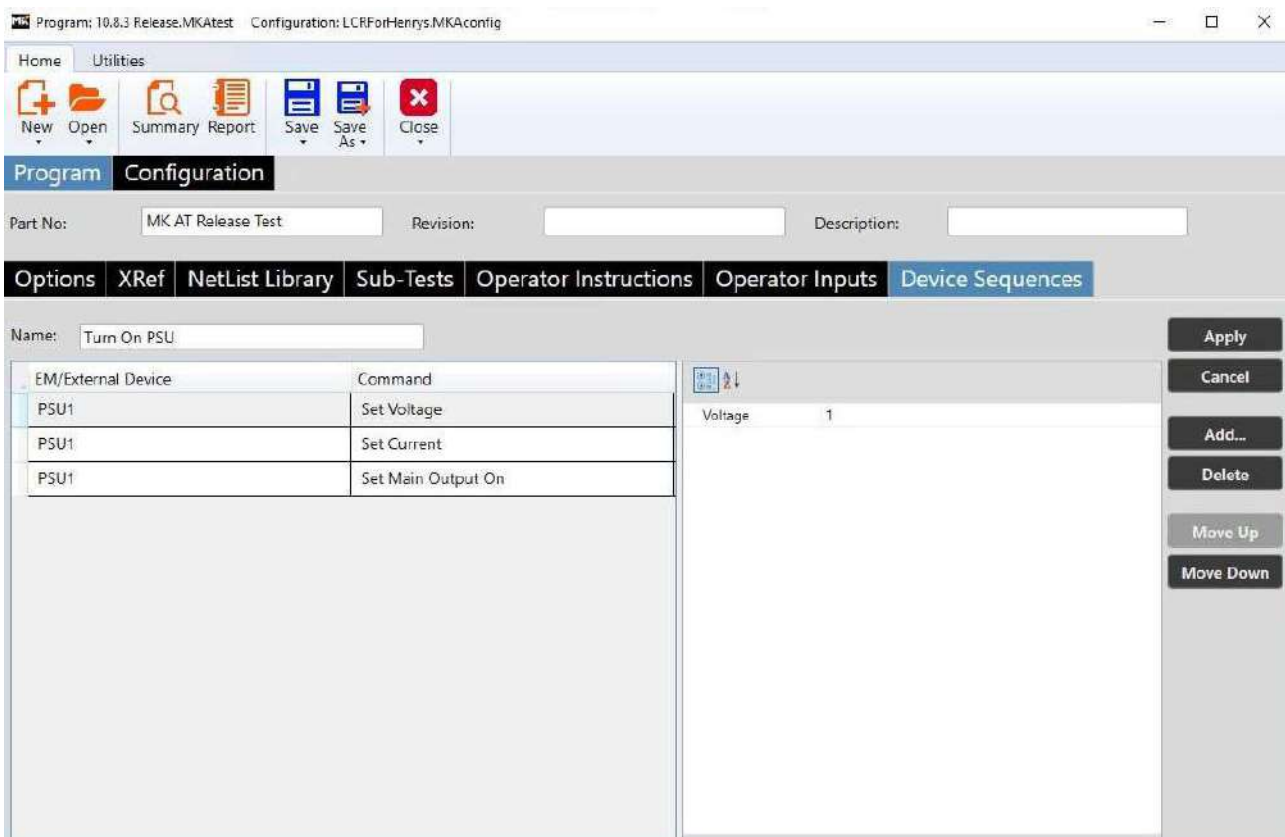 MK Program: 10.8.3 Release.MKAtest Configuration: LCRForHenrys.MKAconfig
Home Utilities
New Open Summary Report Save Save As Close
Program Configuration
Part No: MK AT Release Test Revision: Description:
Options XRef NetList Library Sub-Tests Operator Instructions Operator Inputs Device Sequences
Name: Turn On PSU
Apply
EM/External Device Command
Cancel
PSU1 Set Voltage
Voltage 1
PSU1 Set Current
Add...
PSU1 Set Main Output On
Delete
Move Up
Move Down